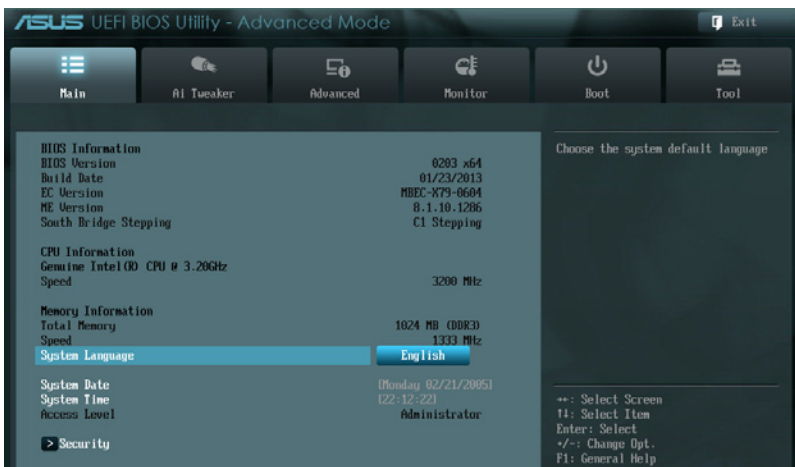 ASUS UEFI BIOS Utility - Advanced Mode
Exit
Main Ai Tweaker Advanced Monitor Boot Tool
BIOS Information
BIOS Version 0203 x64
Build Date 01/23/2013
EC Version MBEC-X79-0604
ME Version 8.1.10.1286
South Bridge Stepping C1 Stepping
CPU Information
Genuine Intel(R) CPU @ 3.20GHz
Speed 3200 MHz
Memory Information
Total Memory 1024 MB (DDR3)
Speed 1333 MHz
System Language English
System Date [Monday 02/21/2005]
System Time [22:12:22]
Access Level Administrator
> Security
Choose the system default language
→←: Select Screen
↑↓: Select Item
Enter: Select
+/-: Change Opt.
F1: General Help